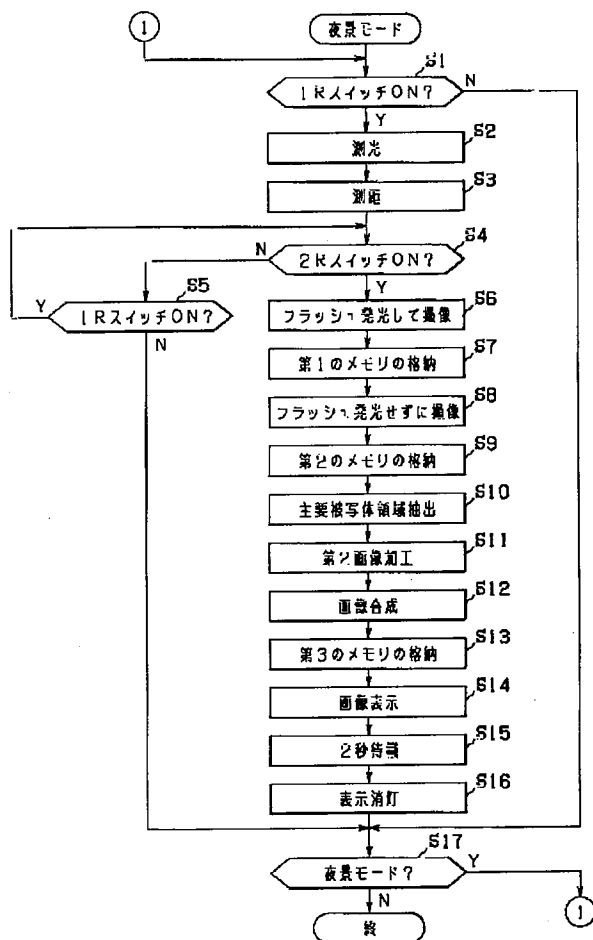 1
夜景モード
S1
1RスイッチON?
N
Y
S2
測光
S3
測距
S4
N
2RスイッチON?
Y
S5
Y
1RスイッチON?
N
S6
フラッシュ発光して撮像
S7
第1のメモリの格納
S8
フラッシュ発光せずに撮像
S9
第2のメモリの格納
S10
主要被写体領域抽出
S11
第2画像加工
S12
画像合成
S13
第3のメモリの格納
S14
画像表示
S15
2秒待機
S16
表示消灯
S17
夜景モード?
Y
N
1
終